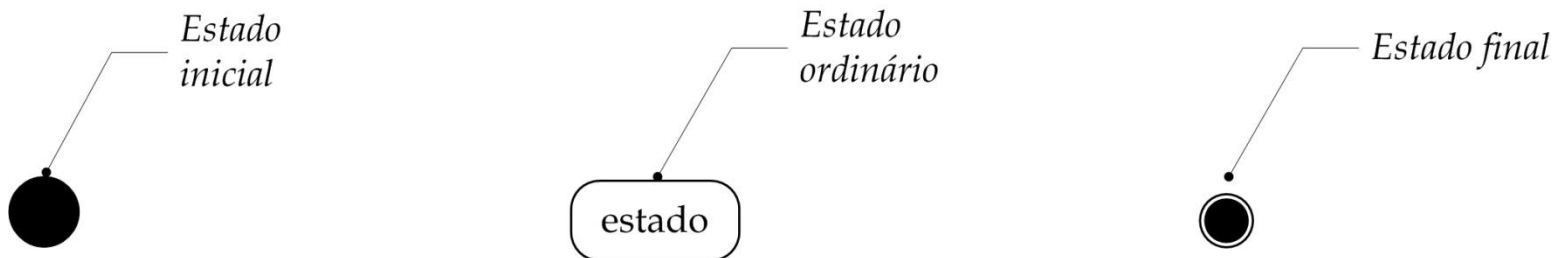 Estado
inicial
Estado
ordinário
Estado final
estado